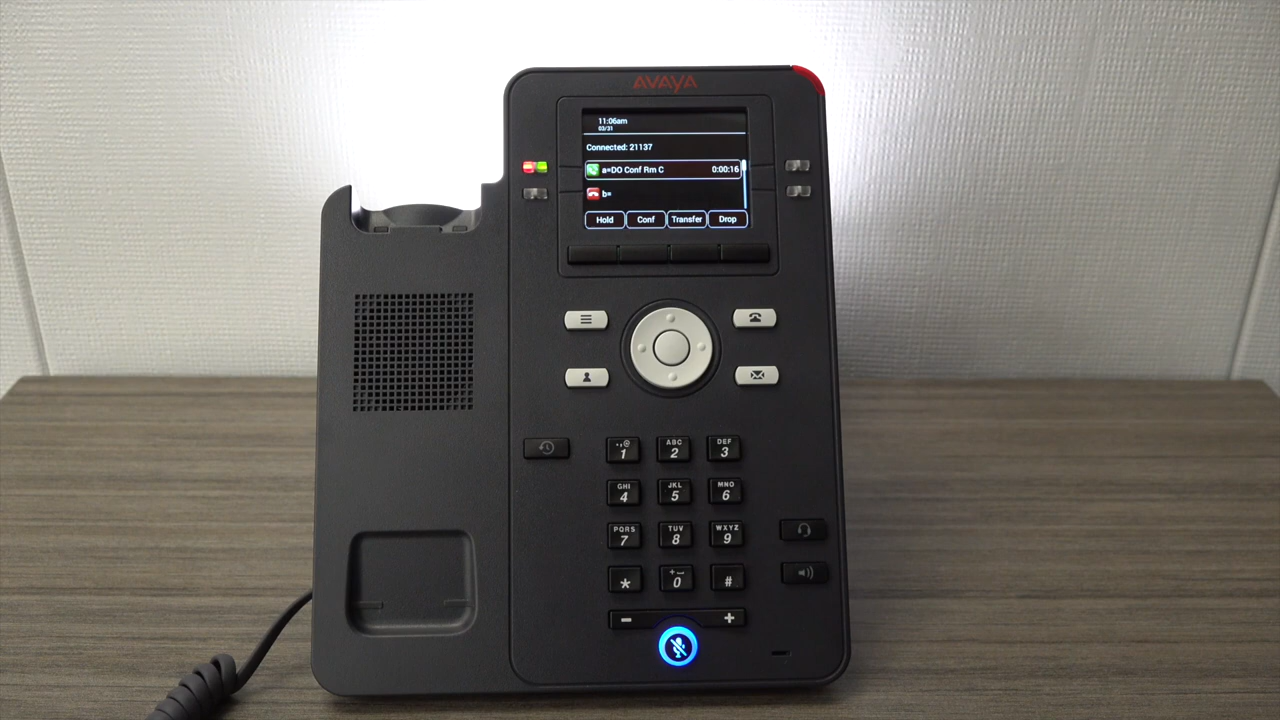 AVAYA
11:06am
03/31
Connected: 21137
a=DO Conf Rm C 0:00:16
b=
Hold Conf Transfer Drop
.,@ ABC DEF
1 2 3
GHI JKL MNO
4 5 6
PQRS TUV WXYZ
7 8 9
+
* 0 #
- +